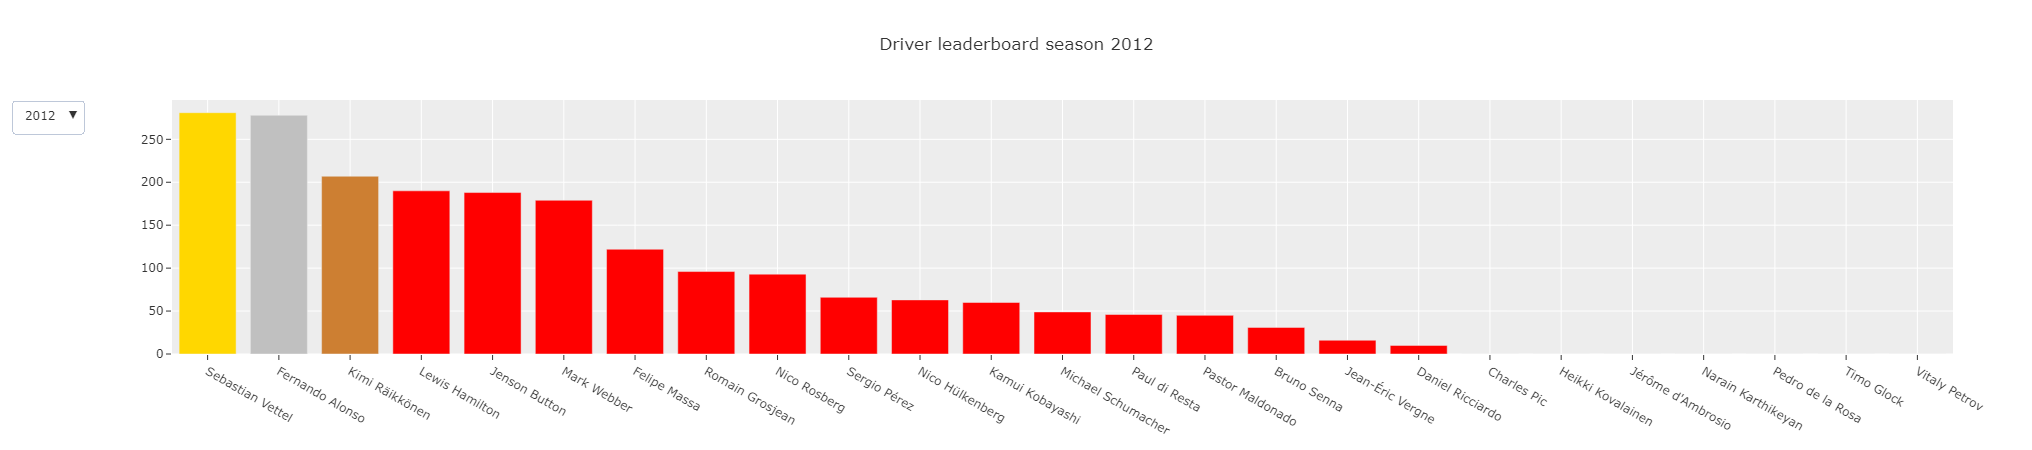 Driver leaderboard season 2012
2012 ▼
250
200
150
100
50
0
Sebastian Vettel
Fernando Alonso
Kimi Räikkönen
Lewis Hamilton
Jenson Button
Mark Webber
Felipe Massa
Romain Grosjean
Nico Rosberg
Sergio Pérez
Nico Hülkenberg
Kamui Kobayashi
Michael Schumacher
Paul di Resta
Pastor Maldonado
Bruno Senna
Jean-Éric Vergne
Daniel Ricciardo
Charles Pic
Heikki Kovalainen
Jérôme d'Ambrosio
Narain Karthikeyan
Pedro de la Rosa
Timo Glock
Vitaly Petrov